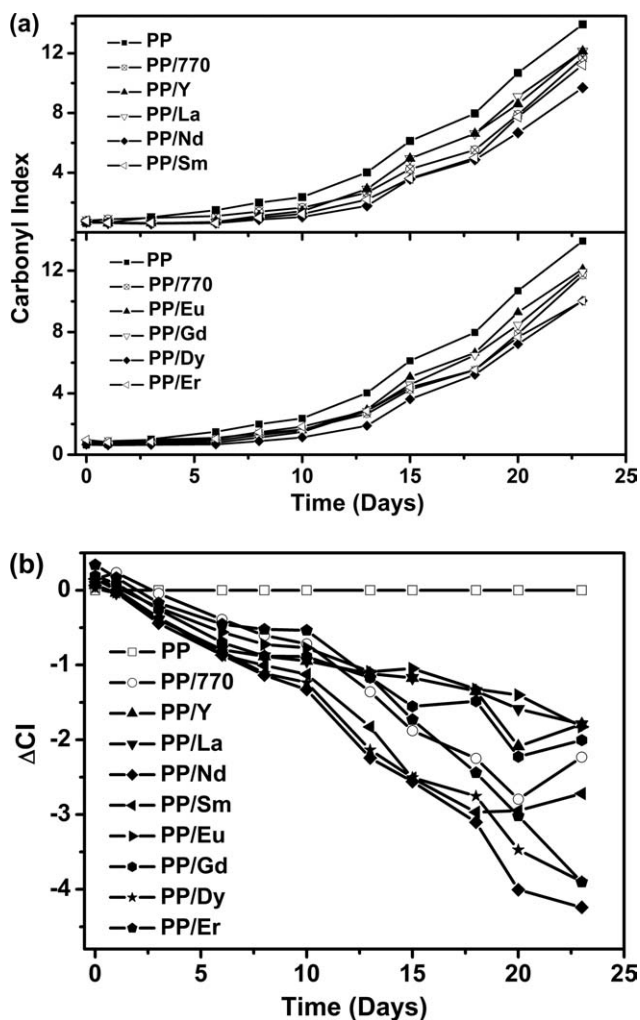 (a)
PP
PP/770
PP/Y
PP/La
PP/Nd
PP/Sm
12
8
4
Carbonyl Index
PP
PP/770
PP/Eu
PP/Gd
PP/Dy
PP/Er
12
8
4
0
0 5 10 15 20 25
Time (Days)
(b)
0
-1
-2
-3
-4
ΔCI
PP
PP/770
PP/Y
PP/La
PP/Nd
PP/Sm
PP/Eu
PP/Gd
PP/Dy
PP/Er
0 5 10 15 20 25
Time (Days)